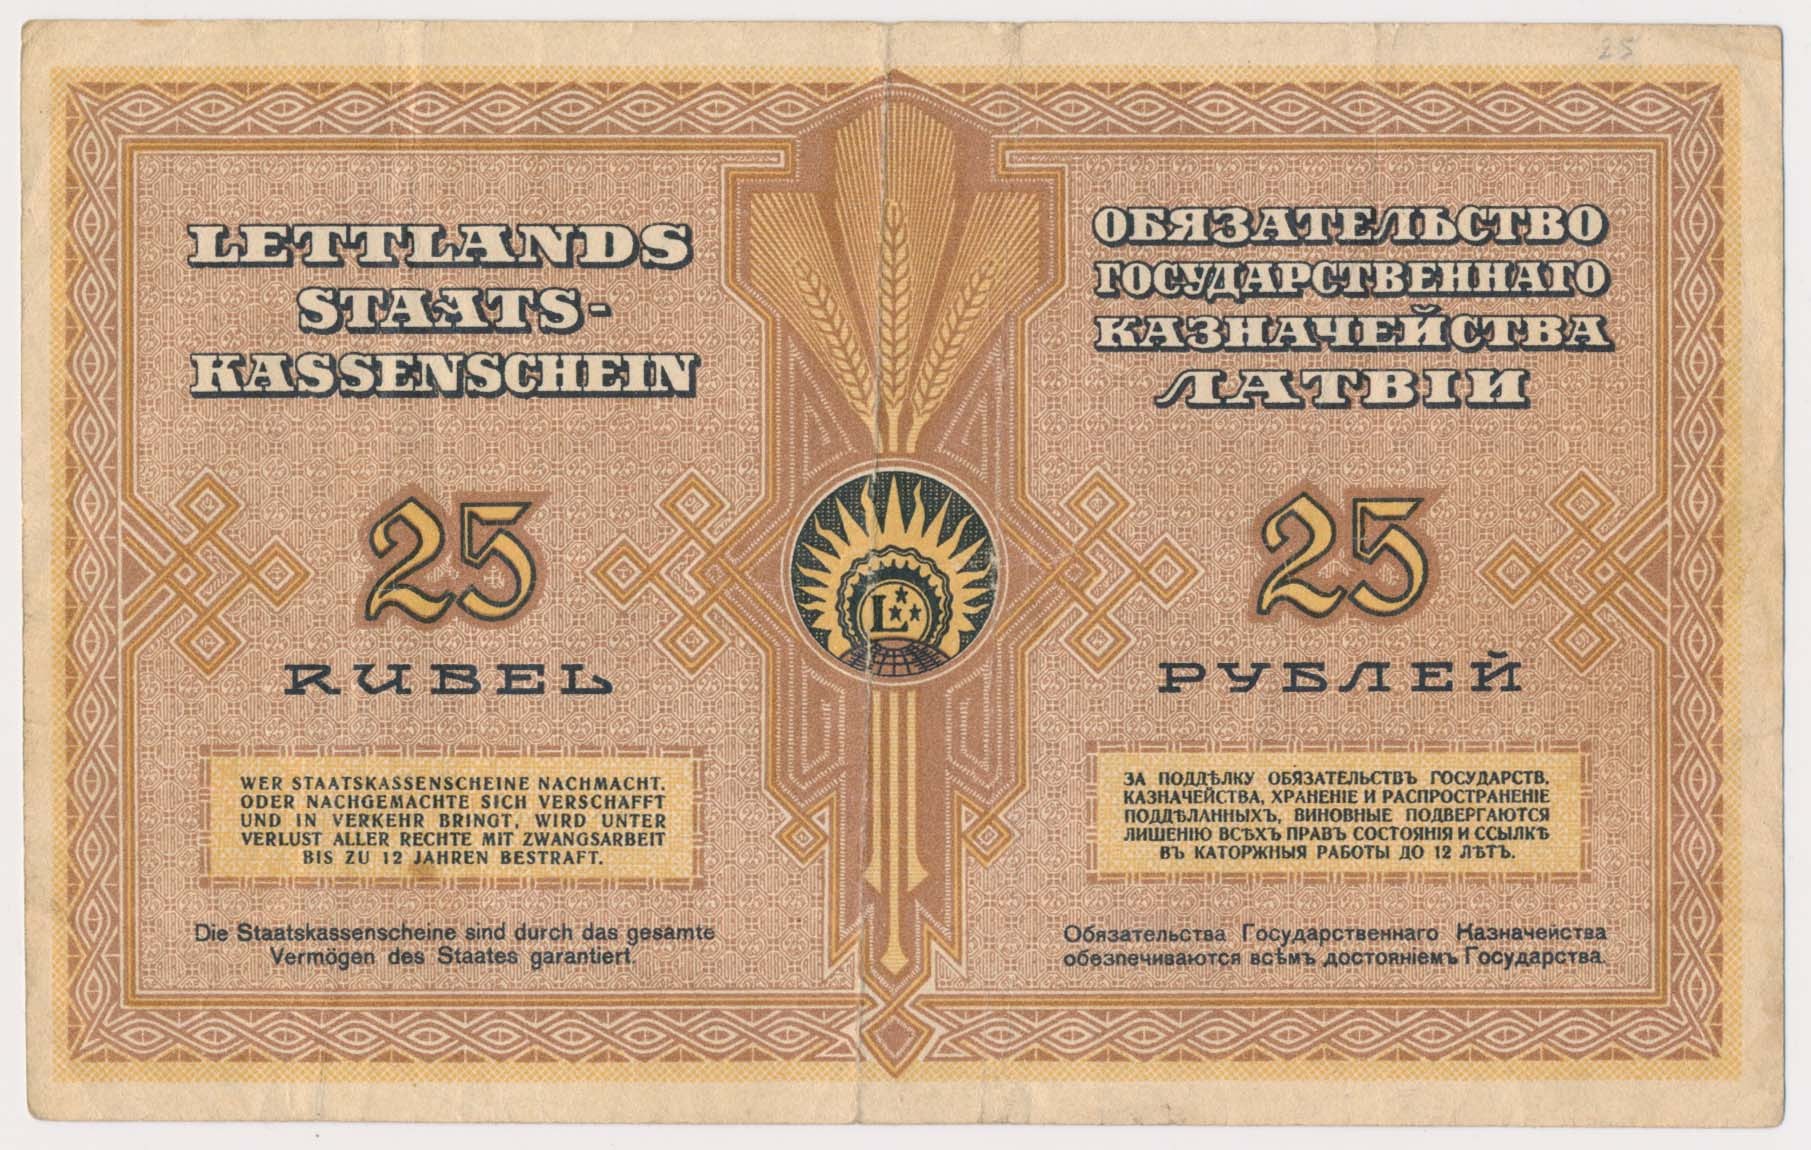 25
LETTLANDS
STAATS-
KASSENSCHEIN
25
RUBEL
WER STAATSKASSENSCHEINE NACHMACHT.
ODER NACHGEMACHTE SICH VERSCHAFFT
UND IN VERKEHR BRINGT, WIRD UNTER
VERLUST ALLER RECHTE MIT ZWANGSARBEIT
BIS ZU 12 JAHREN BESTRAFT.
Die Staatskassenscheine sind durch das gesamte
Vermögen des Staates garantiert.
L
ОБЯЗАТЕЛЬСТВО
ГОСУДАРСТВЕННАГО
КАЗНАЧЕЙСТВА
ЛАТВІИ
25
РУБЛЕЙ
ЗА ПОДДѢЛКУ ОБЯЗАТЕЛЬСТВЪ ГОСУДАРСТВ.
КАЗНАЧЕЙСТВА, ХРАНЕНІЕ И РАСПРОСТРАНЕНІЕ
ПОДДѢЛАННЫХЪ, ВИНОВНЫЕ ПОДВЕРГАЮТСЯ
ЛИШЕНІЮ ВСѢХЪ ПРАВЪ СОСТОЯНІЯ И ССЫЛКѢ
ВЪ КАТОРЖНЫЯ РАБОТЫ ДО 12 ЛѢТЪ.
Обязательства Государственнаго Казначейства
обезпечиваются всѣмъ достояніемъ Государства.